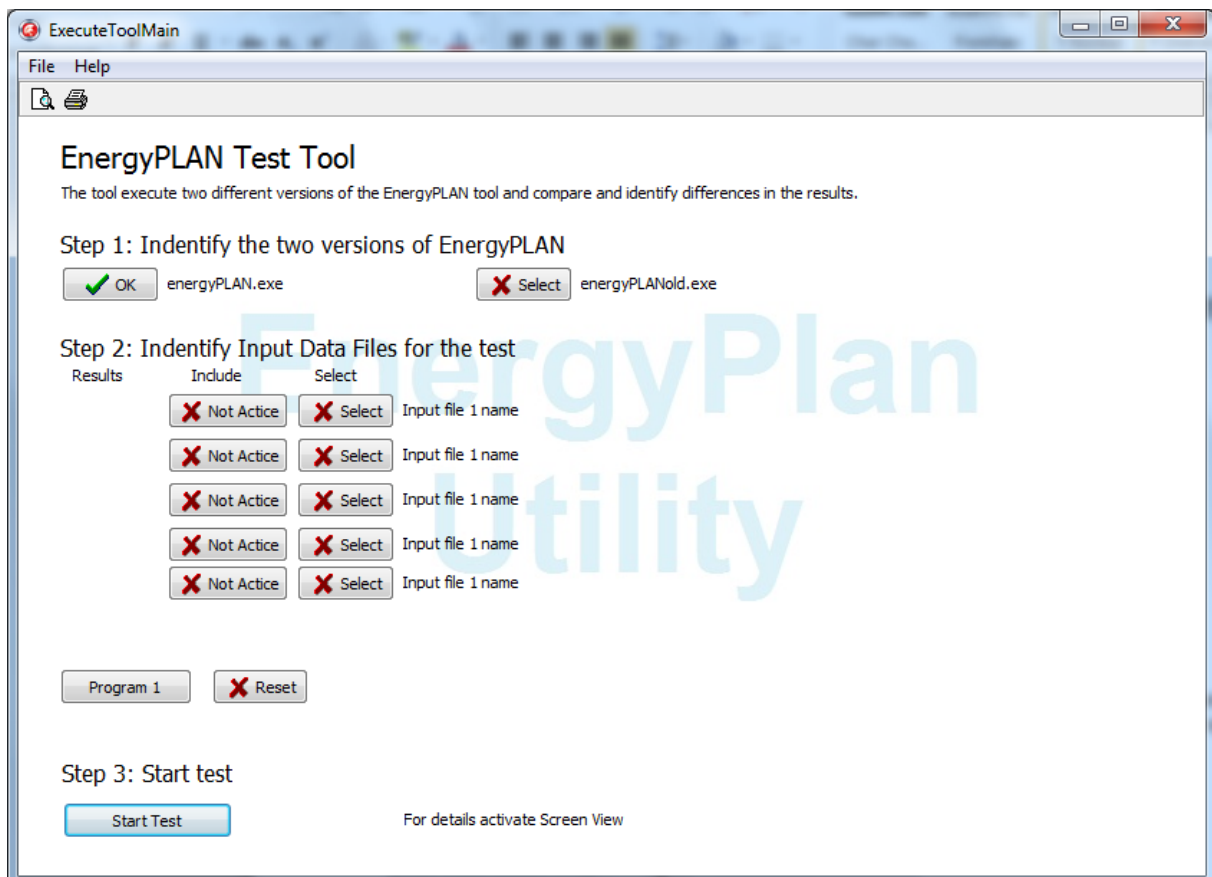 ExecuteToolMain
File Help
EnergyPLAN Test Tool
The tool execute two different versions of the EnergyPLAN tool and compare and identify differences in the results.
Step 1: Indentify the two versions of EnergyPLAN
OK energyPLAN.exe Select energyPLANold.exe
EnergyPlan
Utility
Step 2: Indentify Input Data Files for the test
Results Include Select
Not Actice Select Input file 1 name
Not Actice Select Input file 1 name
Not Actice Select Input file 1 name
Not Actice Select Input file 1 name
Not Actice Select Input file 1 name
Program 1 Reset
Step 3: Start test
Start Test For details activate Screen View